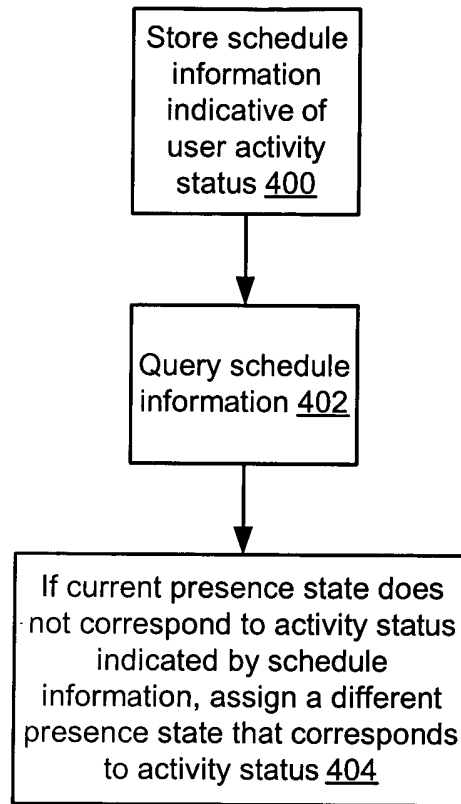 Store schedule
information
indicative of
user activity
status 400
Query schedule
information 402
If current presence state does
not correspond to activity status
indicated by schedule
information, assign a different
presence state that corresponds
to activity status 404